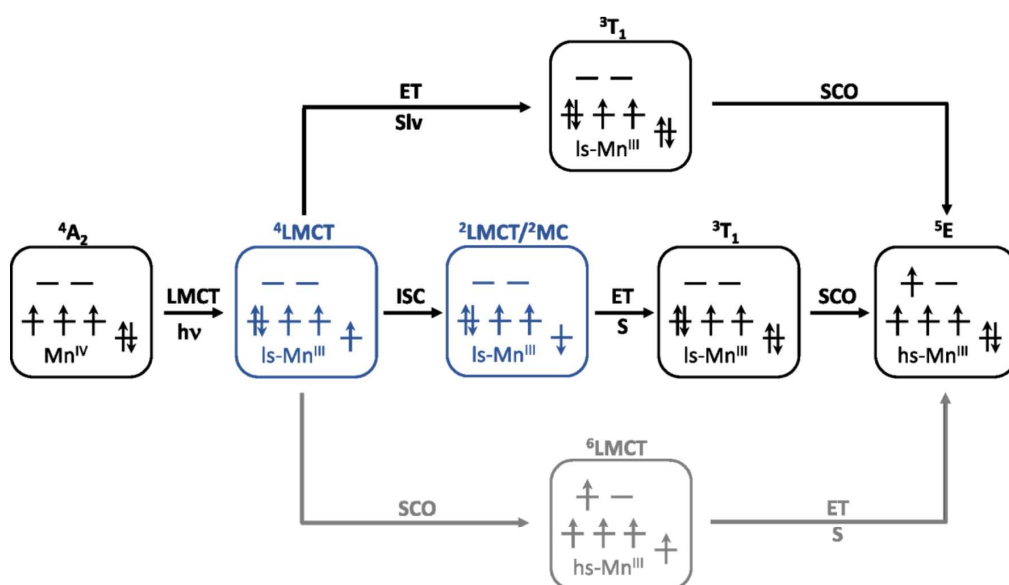 ³T₁
ET
Slv
SCO
ls-Mnᴵᴵᴵ
⁴A₂
⁴LMCT
²LMCT/²MC
³T₁
⁵E
LMCT
hν
ISC
ET
S
SCO
Mnᴵⱽ
ls-Mnᴵᴵᴵ
ls-Mnᴵᴵᴵ
ls-Mnᴵᴵᴵ
hs-Mnᴵᴵᴵ
⁶LMCT
SCO
ET
S
hs-Mnᴵᴵᴵ